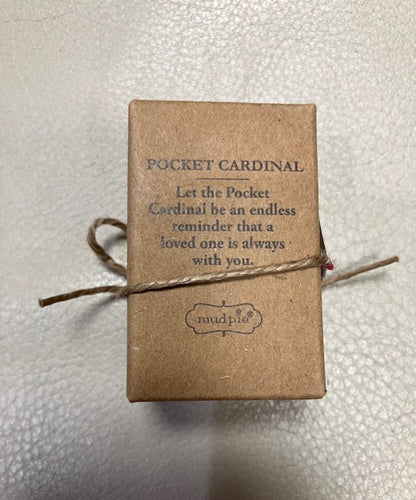 POCKET CARDINAL
Let the Pocket
Cardinal be an endless
reminder that a
loved one is always
with you.
mudpie®